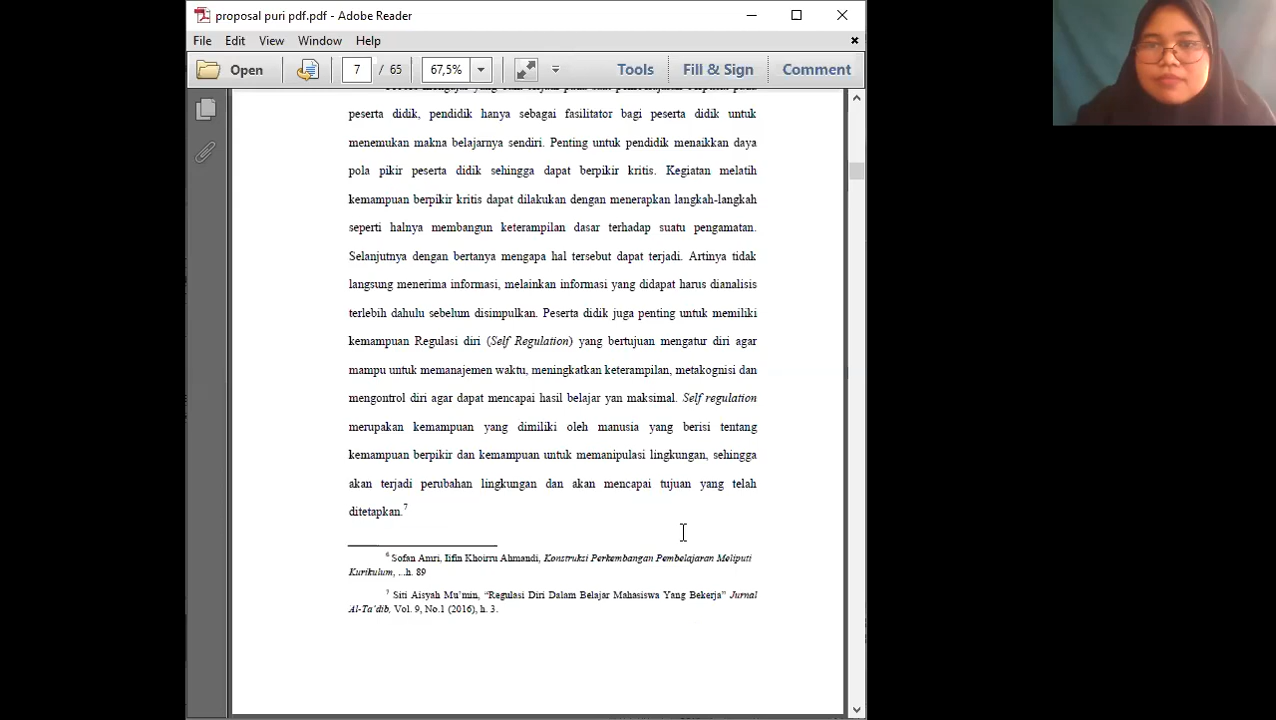 proposal puri pdf.pdf - Adobe Reader
File Edit View Window Help
Open 7 / 65 67,5% Tools Fill & Sign Comment
peserta didik, pendidik hanya sebagai fasilitator bagi peserta didik untuk
menemukan makna belajarnya sendiri. Penting untuk pendidik menaikkan daya
pola pikir peserta didik sehingga dapat berpikir kritis. Kegiatan melatih
kemampuan berpikir kritis dapat dilakukan dengan menerapkan langkah-langkah
seperti halnya membangun keterampilan dasar terhadap suatu pengamatan.
Selanjutnya dengan bertanya mengapa hal tersebut dapat terjadi. Artinya tidak
langsung menerima informasi, melainkan informasi yang didapat harus dianalisis
terlebih dahulu sebelum disimpulkan. Peserta didik juga penting untuk memiliki
kemampuan Regulasi diri (Self Regulation) yang bertujuan mengatur diri agar
mampu untuk memanajemen waktu, meningkatkan keterampilan, metakognisi dan
mengontrol diri agar dapat mencapai hasil belajar yan maksimal. Self regulation
merupakan kemampuan yang dimiliki oleh manusia yang berisi tentang
kemampuan berpikir dan kemampuan untuk memanipulasi lingkungan, sehingga
akan terjadi perubahan lingkungan dan akan mencapai tujuan yang telah
ditetapkan.7
6 Sofan Amri, Iifin Khoirru Ahmandi, Konstruksi Perkembangan Pembelajaran Meliputi
Kurikulum, ...h. 89
7 Siti Aisyah Mu'min, “Regulasi Diri Dalam Belajar Mahasiswa Yang Bekerja” Jurnal
Al-Ta'dib, Vol. 9, No.1 (2016), h. 3.